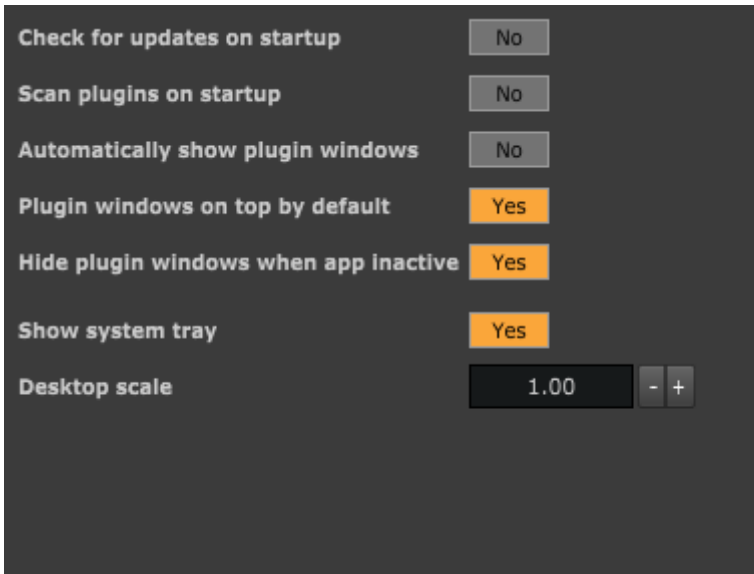 Check for updates on startup No
Scan plugins on startup No
Automatically show plugin windows No
Plugin windows on top by default Yes
Hide plugin windows when app inactive Yes
Show system tray Yes
Desktop scale 1.00 - +